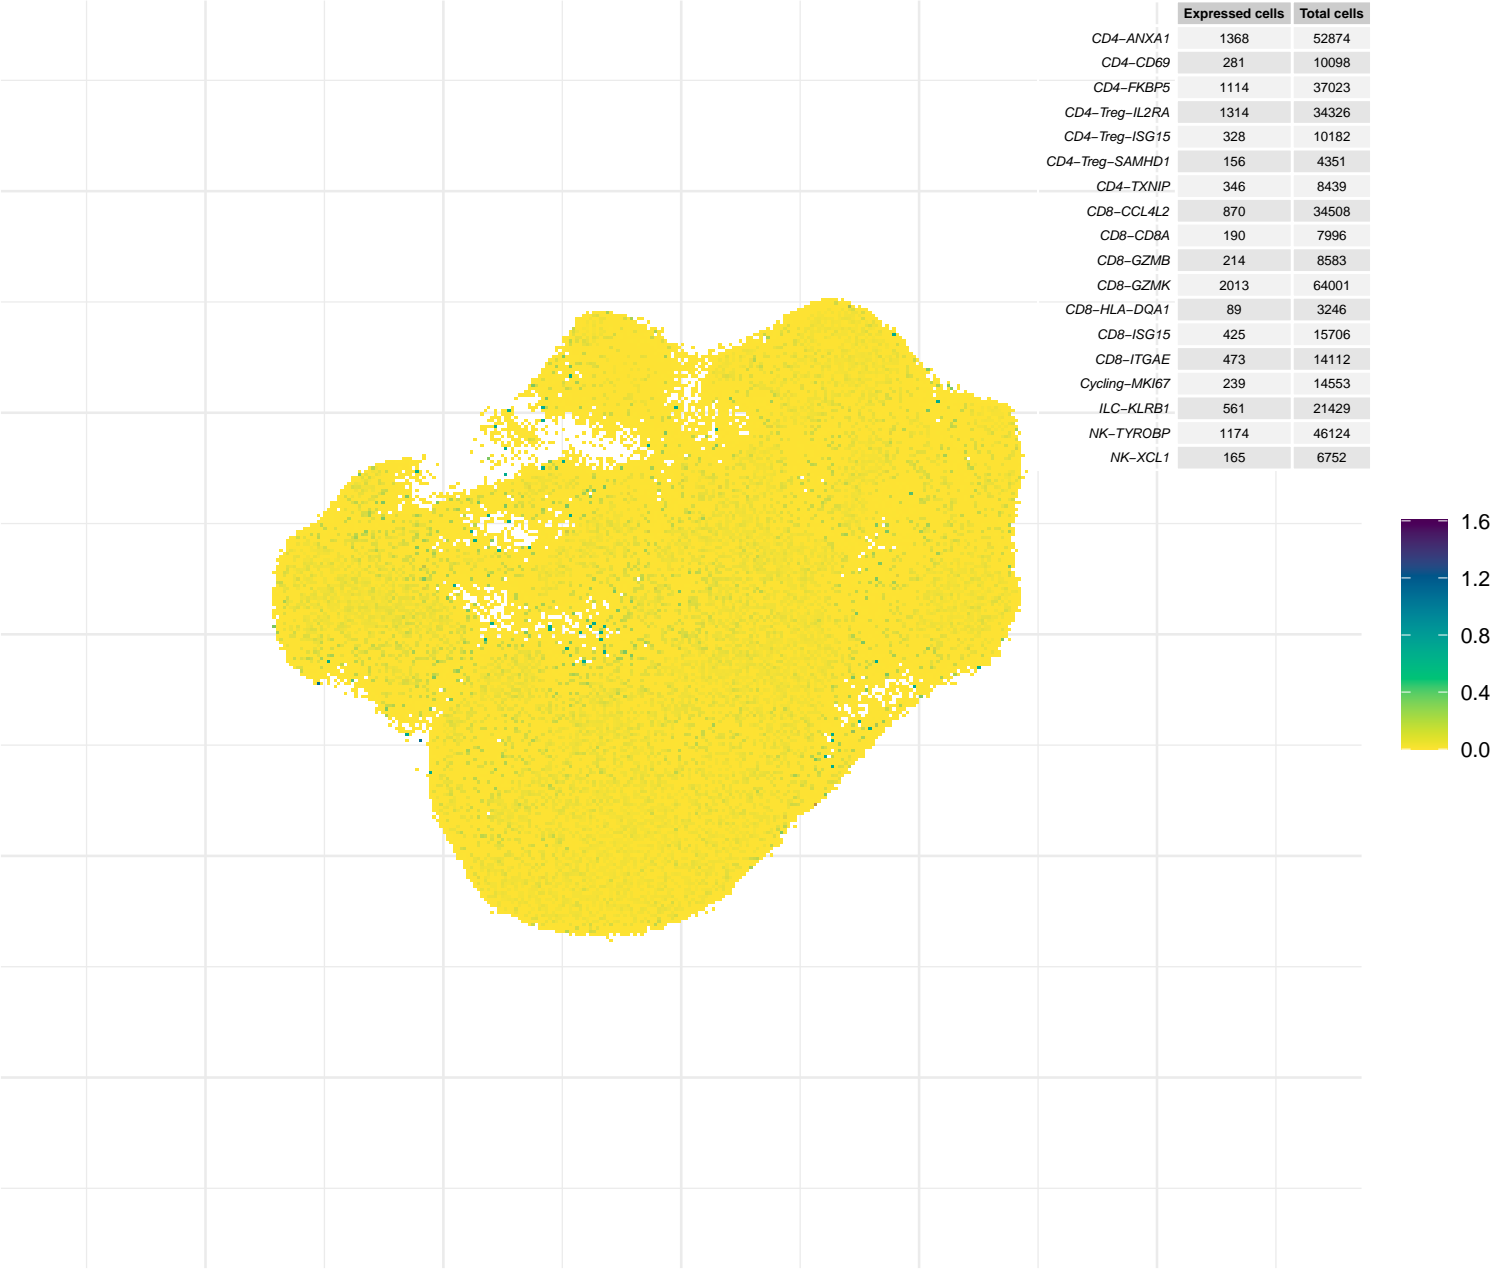 Expressed cells Total cells
CD4−ANXA1 1368 52874
CD4−CD69 281 10098
CD4−FKBP5 1114 37023
CD4−Treg−IL2RA 1314 34326
CD4−Treg−ISG15 328 10182
CD4−Treg−SAMHD1 156 4351
CD4−TXNIP 346 8439
CD8−CCL4L2 870 34508
CD8−CD8A 190 7996
CD8−GZMB 214 8583
CD8−GZMK 2013 64001
CD8−HLA−DQA1 89 3246
CD8−ISG15 425 15706
CD8−ITGAE 473 14112
Cycling−MKI67 239 14553
ILC−KLRB1 561 21429
NK−TYROBP 1174 46124
NK−XCL1 165 6752
1.6
1.2
0.8
0.4
0.0